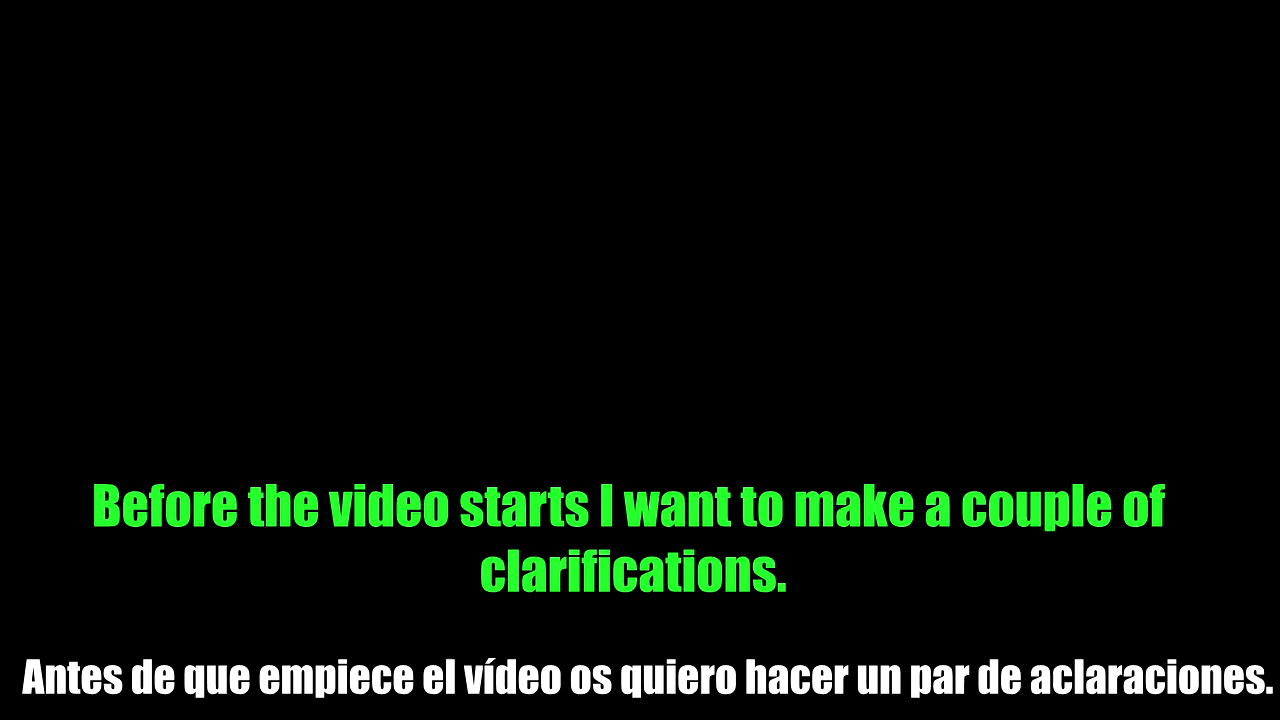 Before the video starts I want to make a couple of
clarifications.
Antes de que empiece el vídeo os quiero hacer un par de aclaraciones.